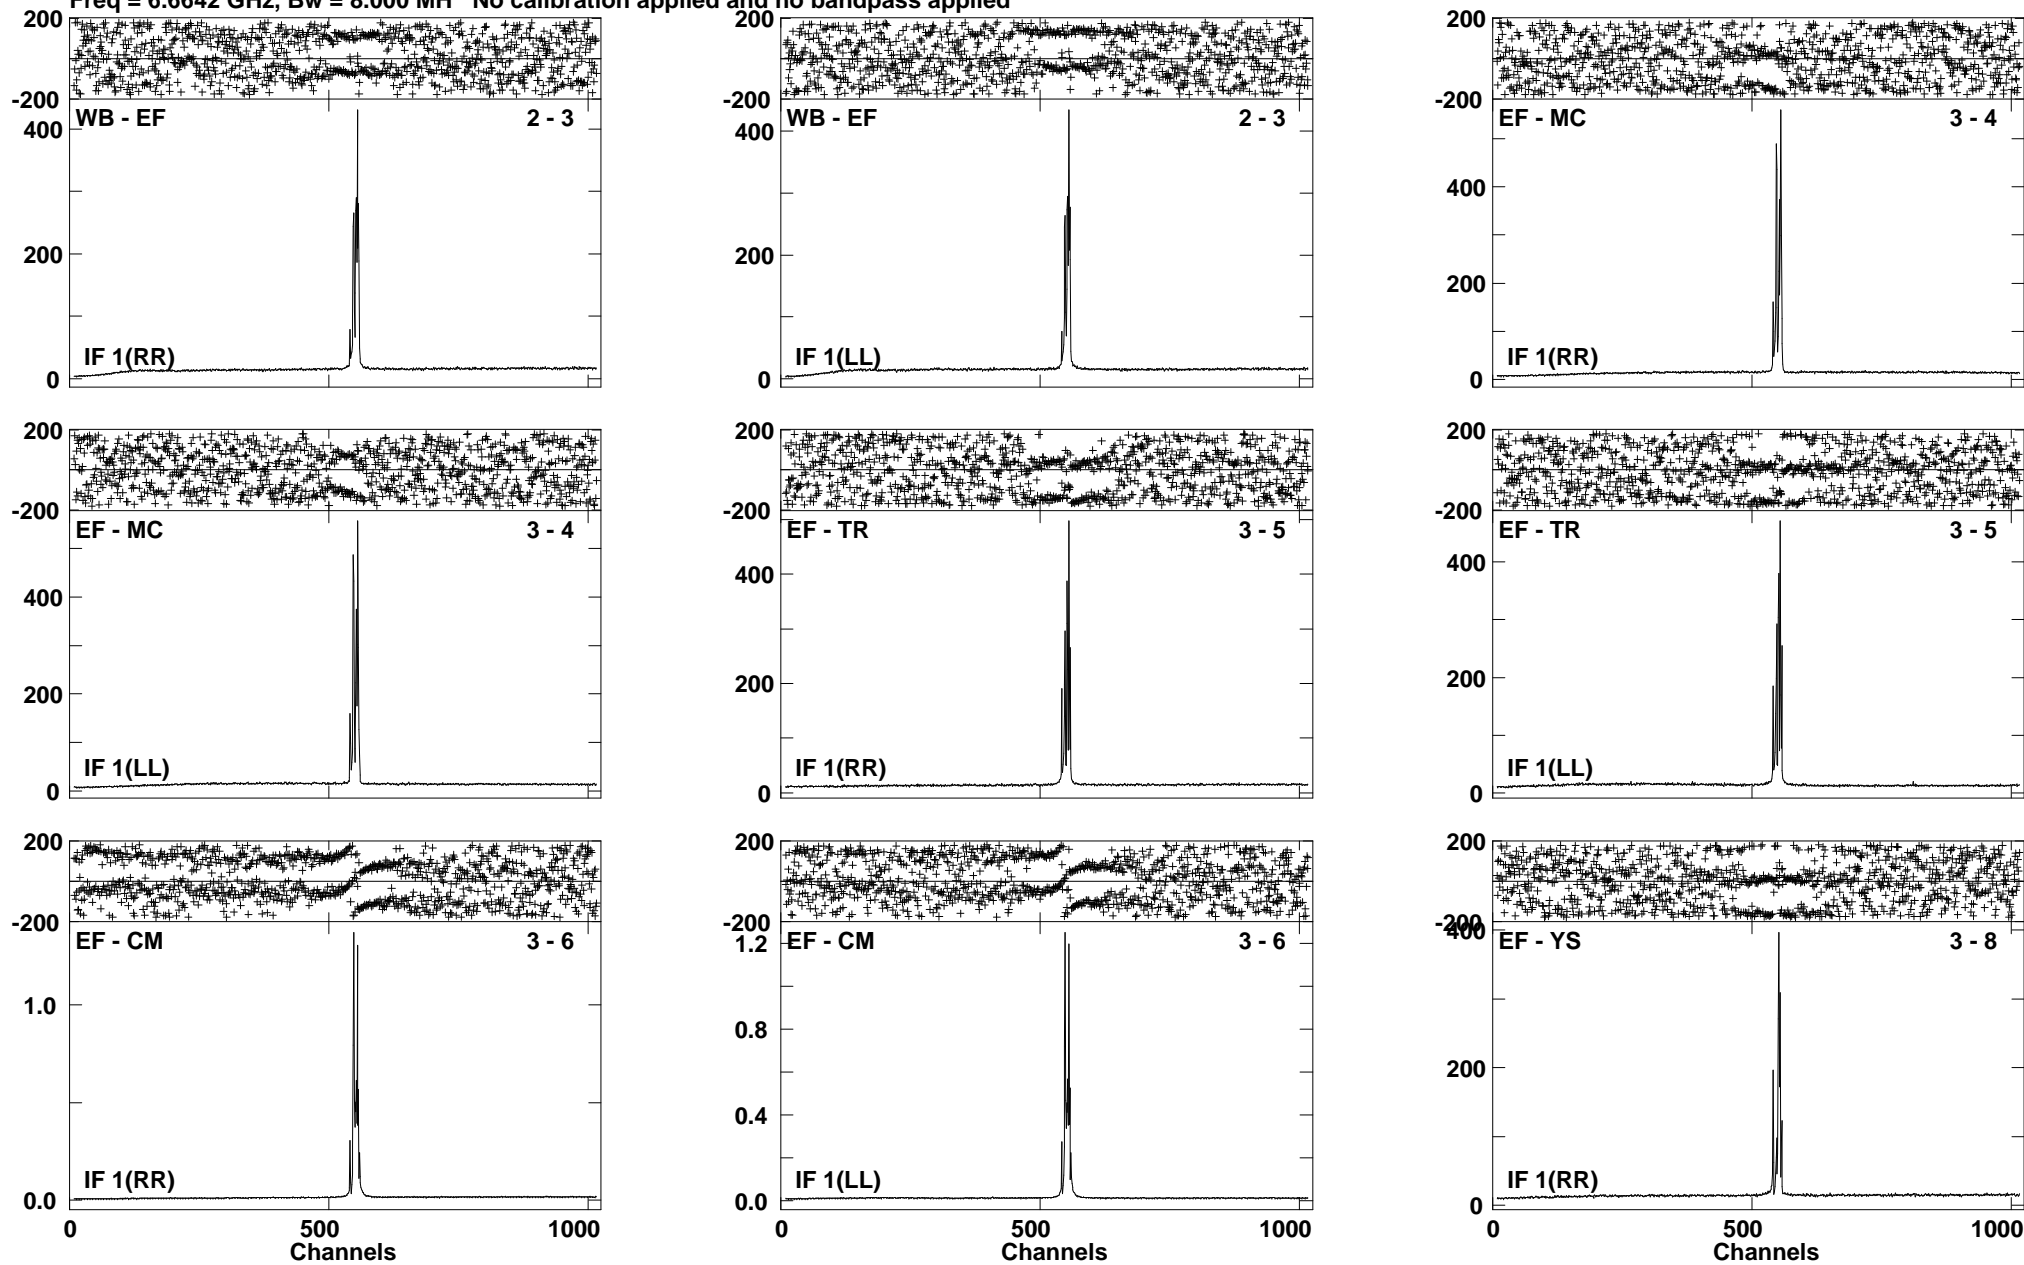 Freq = 6.6642 GHz, Bw = 8.000 MH No calibration applied and no bandpass applied
200 200 200
-200 -200 -200
WB - EF 2 - 3 WB - EF 2 - 3 EF - MC 3 - 4
400 400 400
200 200 200
IF 1(RR) IF 1(LL) IF 1(RR)
0 0 0
200 200 200
-200 -200 -200
EF - MC 3 - 4 EF - TR 3 - 5 EF - TR 3 - 5
400 400 400
200 200 200
IF 1(LL) IF 1(RR) IF 1(LL)
0 0 0
200 200 200
-200 -200 -200
EF - CM 3 - 6 EF - CM 3 - 6 EF - YS 3 - 8
1.2 400
1.0 0.8 200
0.4
IF 1(RR) IF 1(LL) IF 1(RR)
0.0 0.0 0
0 500 1000 0 500 1000 0 500 1000
Channels Channels Channels